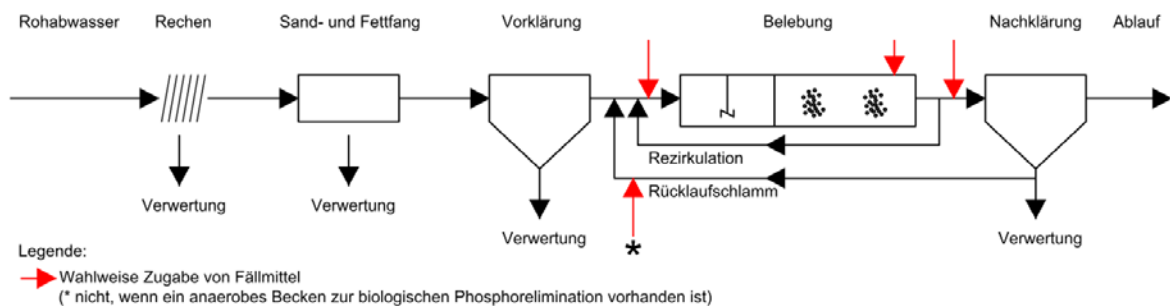 Rohabwasser
Rechen
Sand- und Fettfang
Vorklärung
Belebung
Nachklärung
Ablauf
Rezirkulation
Rücklaufschlamm
Verwertung
Verwertung
Verwertung
Verwertung
*
Legende:
Wahlweise Zugabe von Fällmittel
(* nicht, wenn ein anaerobes Becken zur biologischen Phosphorelimination vorhanden ist)